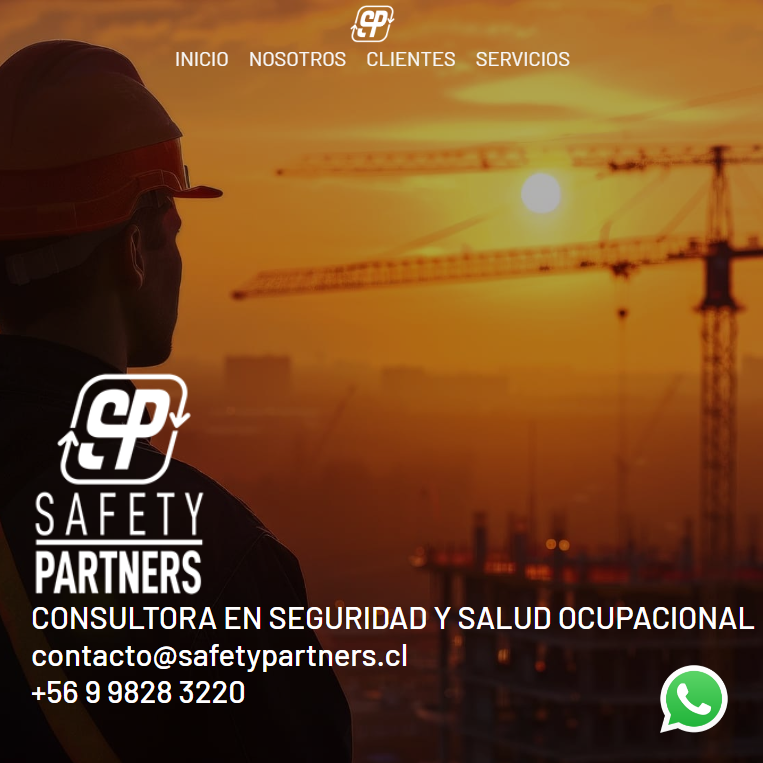 SP
INICIO NOSOTROS CLIENTES SERVICIOS
SP
SAFETY
PARTNERS
CONSULTORA EN SEGURIDAD Y SALUD OCUPACIONAL
contacto@safetypartners.cl
+56 9 9828 3220